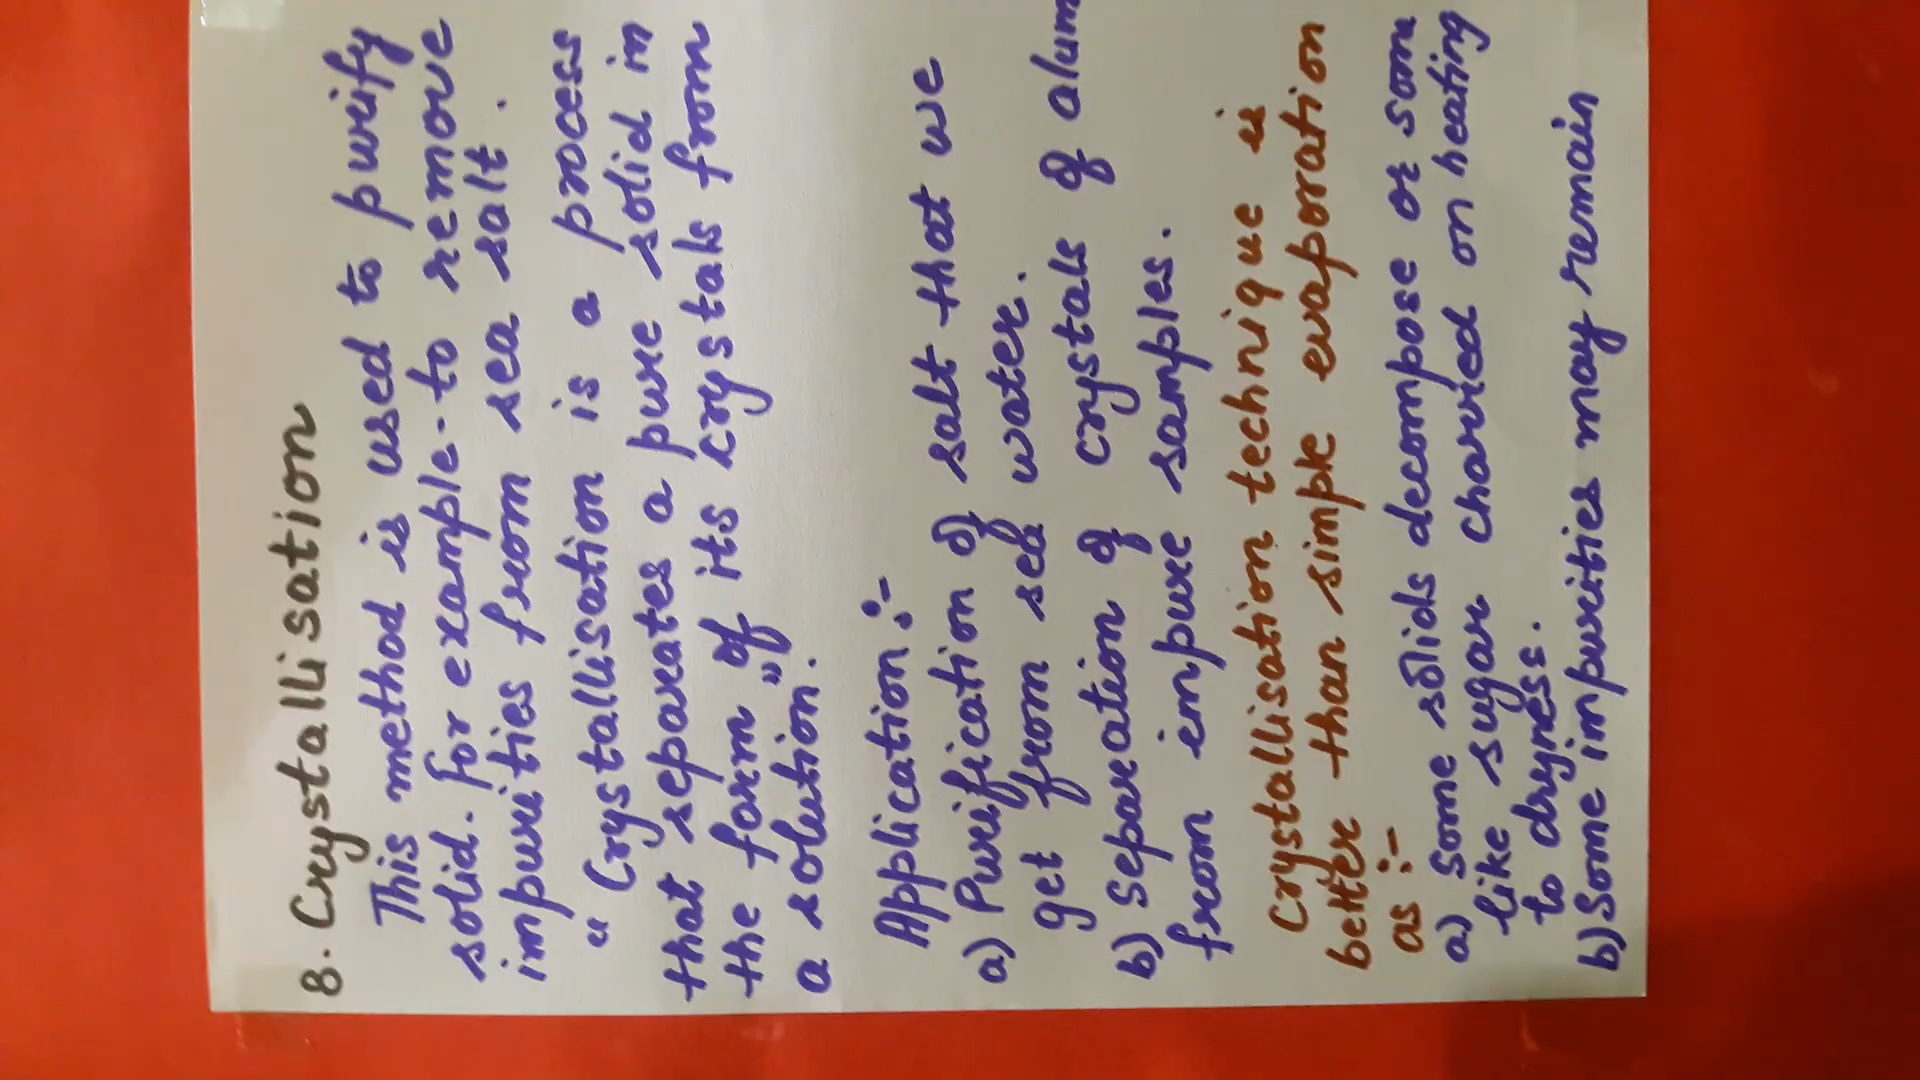 8. Crystallisation
This method is used to purify
solid. For example- to remove
impurities from sea salt.
"Crystallisation is a process
that separates a pure solid in
the form "of its crystals from
a solution".
Application:-
a) Purification of salt that we
get from sea water.
b) Separation of crystals of alum
from impure samples.
Crystallisation technique is
better than simple evaporation
as :-
a) Some solids decompose or som
like sugar charried on heating
to dryness.
b) Some impurities may remain